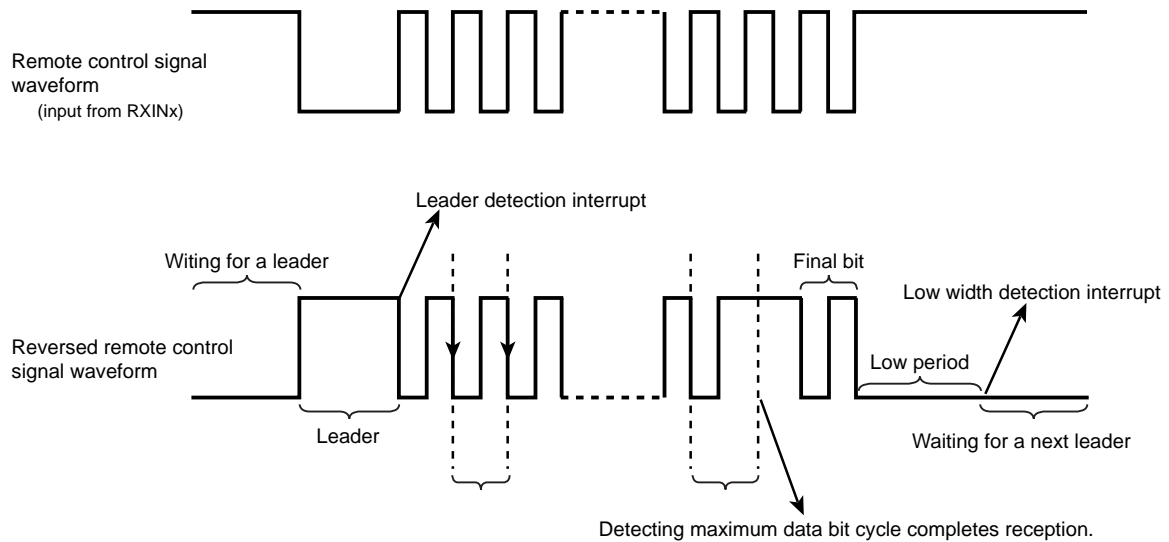 Remote control signal
waveform
(input from RXINx)
Leader detection interrupt
Witing for a leader
Final bit
Low width detection interrupt
Reversed remote control
signal waveform
Low period
Leader
Waiting for a next leader
Detecting maximum data bit cycle completes reception.